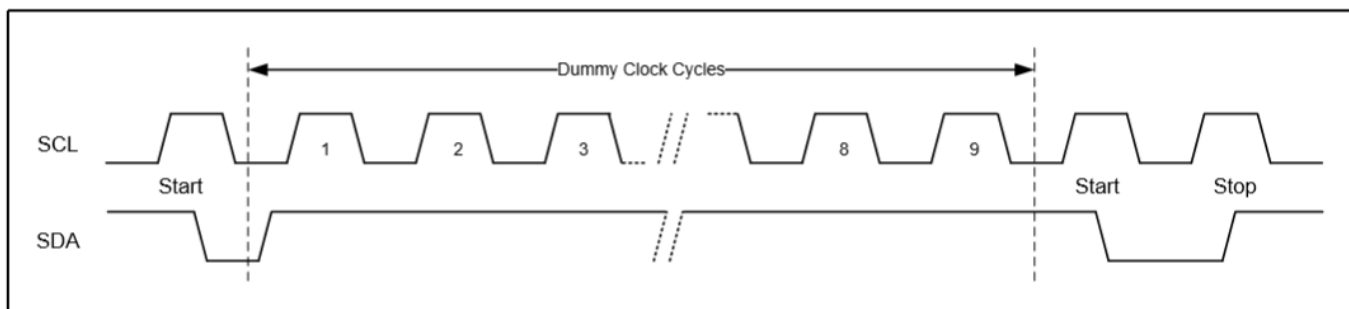 Dummy Clock Cycles
SCL
1 2 3 8 9
Start Start Stop
SDA